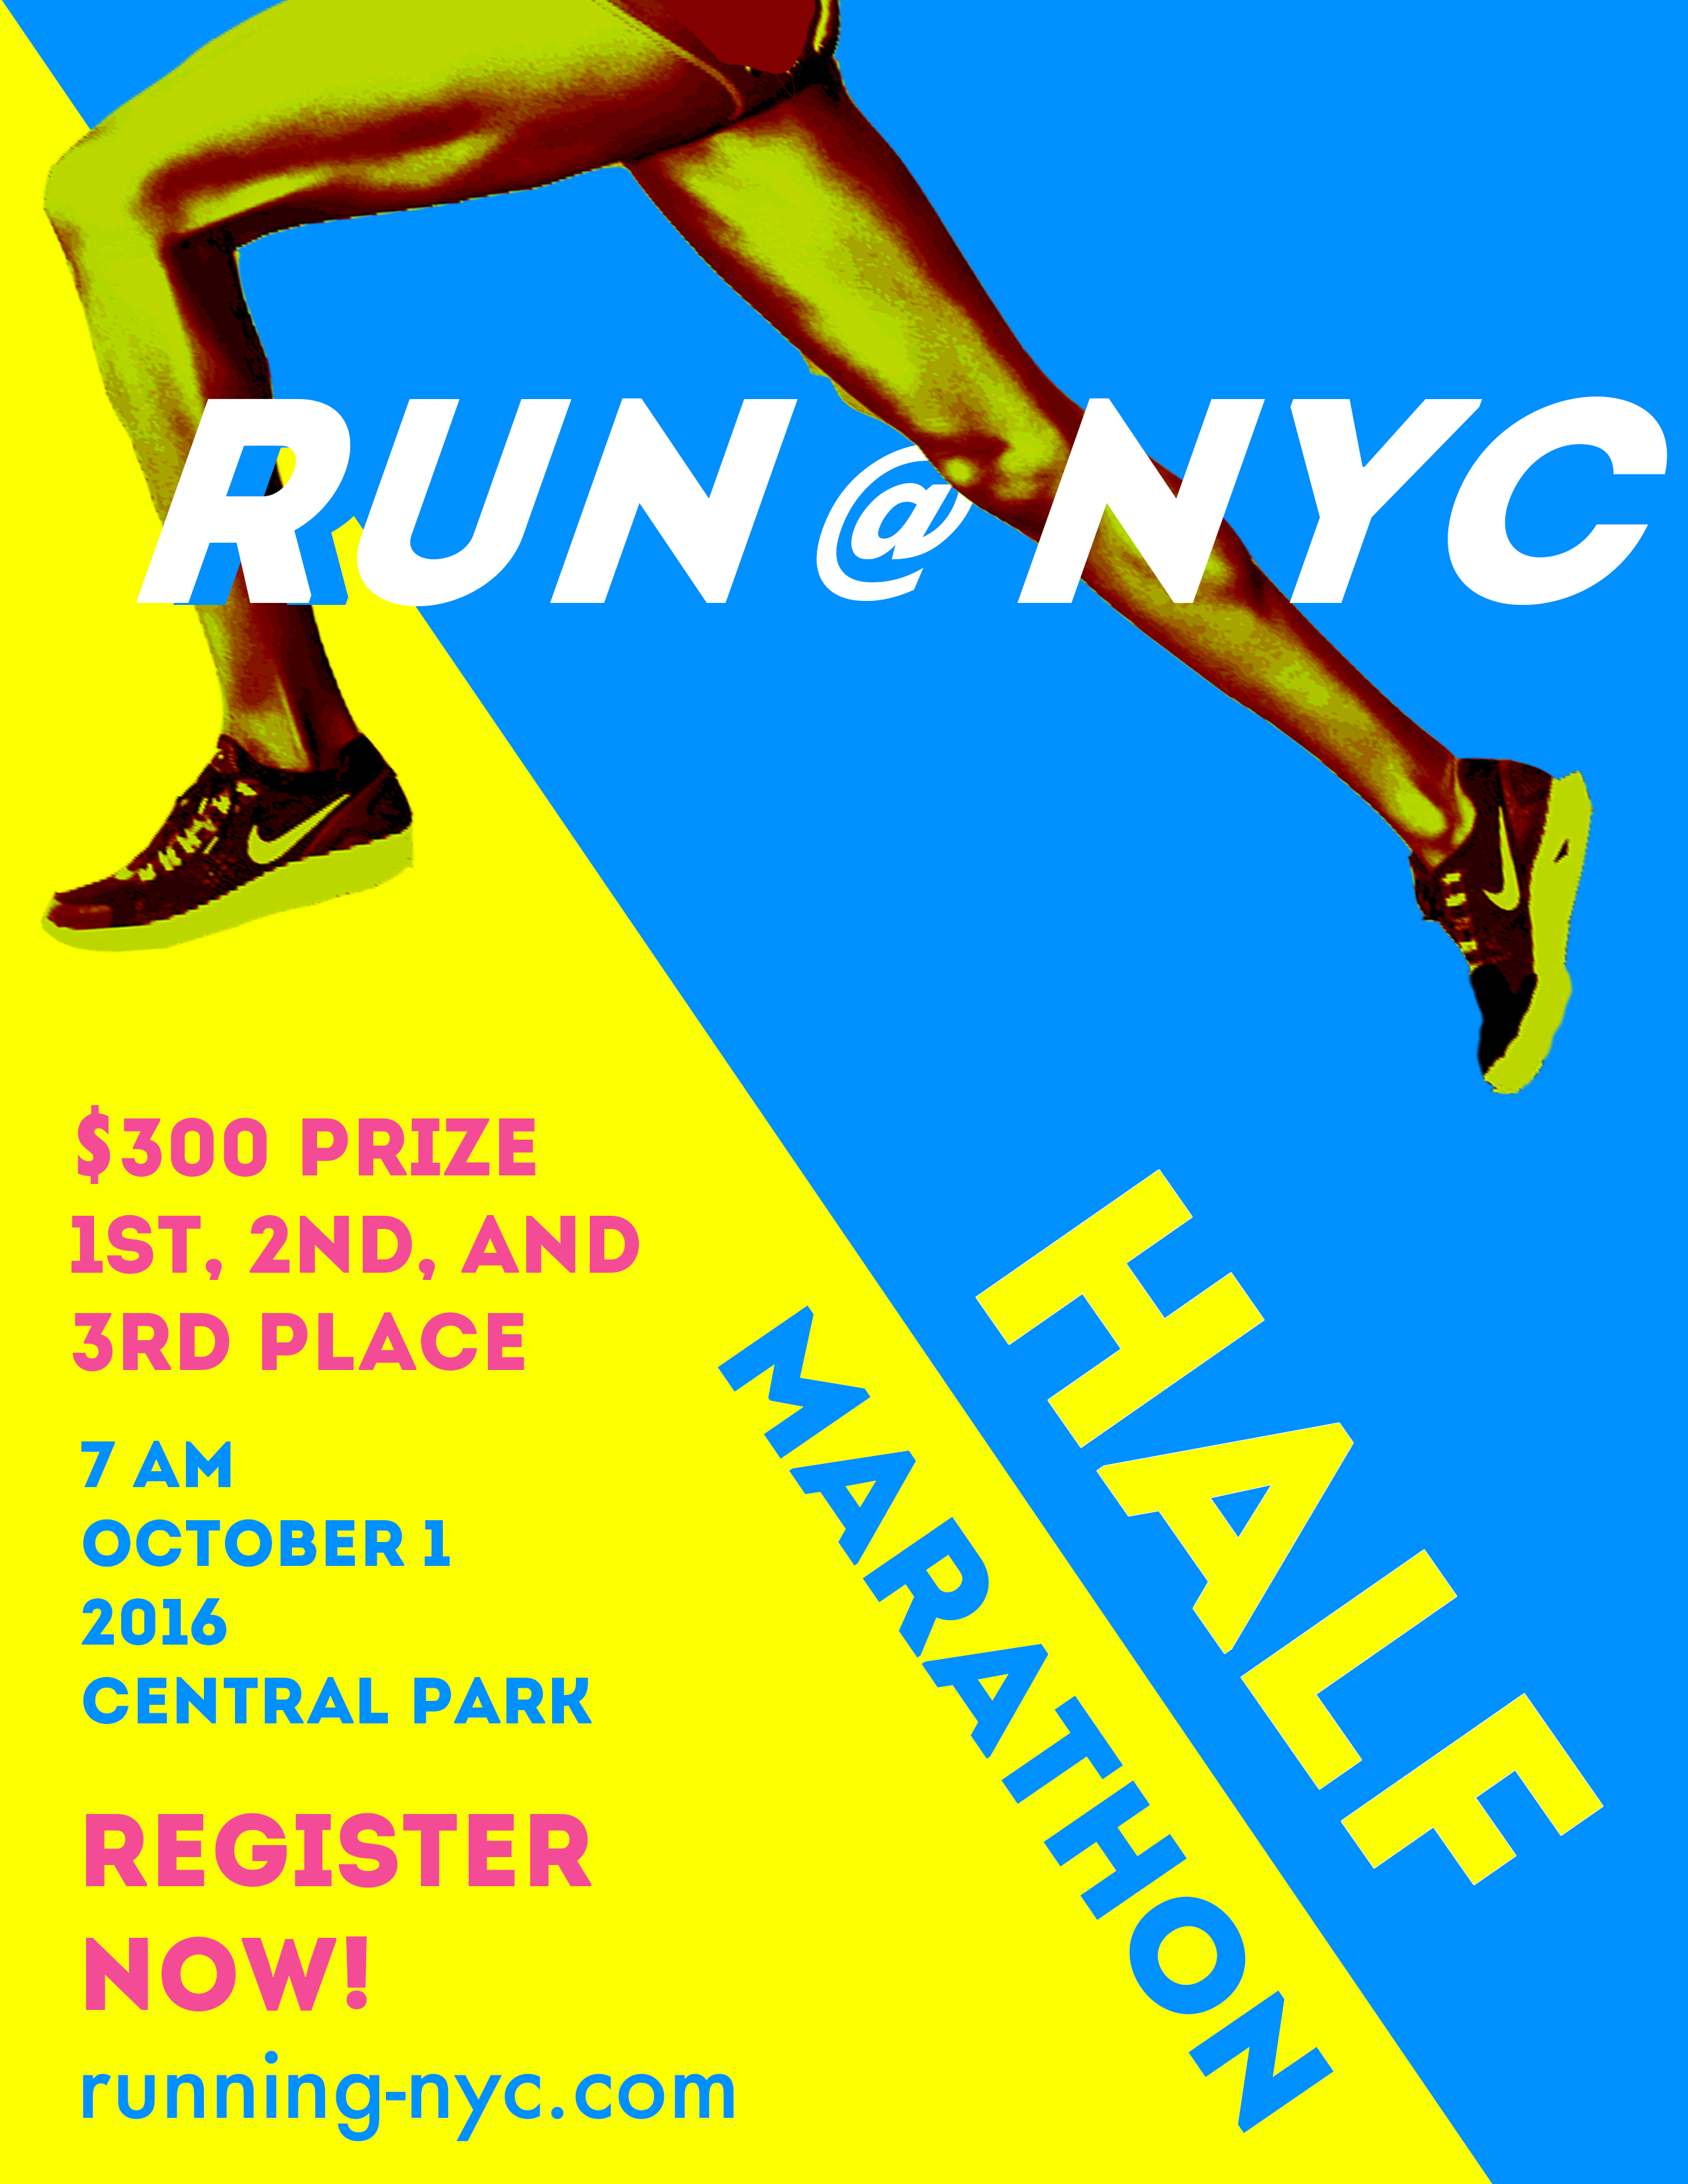 RUN@NYC
$300 PRIZE
1ST, 2ND, AND
3RD PLACE
7 AM
OCTOBER 1
2016
CENTRAL PARK
REGISTER
NOW!
running-nyc.com
HALF
MARATHON